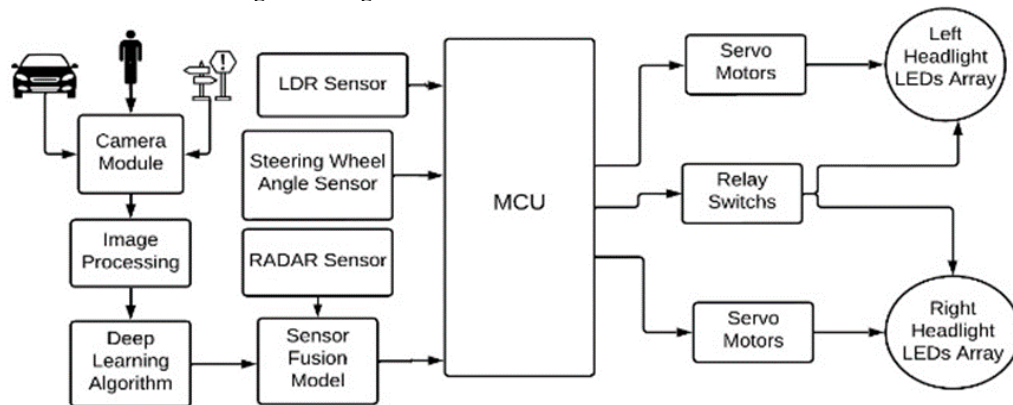 Camera
Module
Image
Processing
Deep
Learning
Algorithm
LDR Sensor
Steering Wheel
Angle Sensor
RADAR Sensor
Sensor
Fusion
Model
MCU
Servo
Motors
Relay
Switchs
Servo
Motors
Left
Headlight
LEDs Array
Right
Headlight
LEDs Array